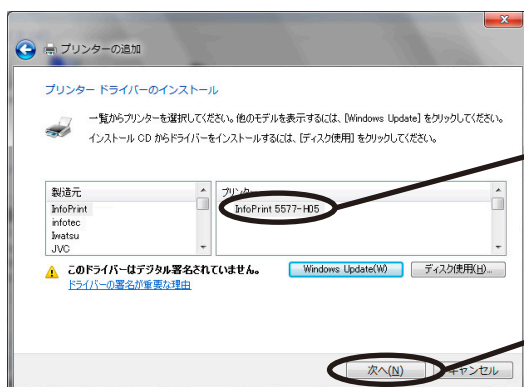 プリンターの追加
プリンター ドライバーのインストール
一覧からプリンターを選択してください。他のモデルを表示するには、[Windows Update] をクリックしてください。
インストール CD からドライバーをインストールするには、[ディスク使用] をクリックしてください。
製造元
InfoPrint
infotec
Iwatsu
JVC
プリンター
InfoPrint 5577-H05
このドライバーはデジタル署名されていません。
ドライバーの署名が重要な理由
Windows Update(W)
ディスク使用(H)...
次へ(N)
キャンセル